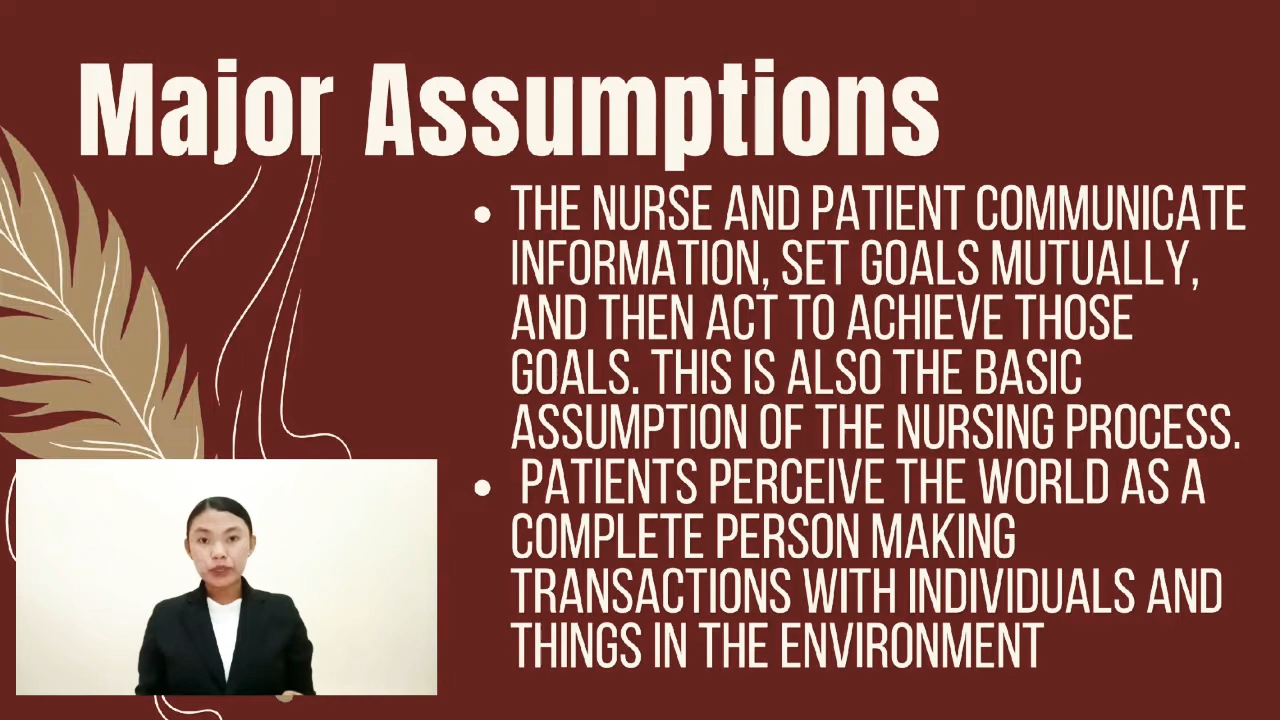 Major Assumptions
• THE NURSE AND PATIENT COMMUNICATE
INFORMATION, SET GOALS MUTUALLY,
AND THEN ACT TO ACHIEVE THOSE
GOALS. THIS IS ALSO THE BASIC
ASSUMPTION OF THE NURSING PROCESS.
• PATIENTS PERCEIVE THE WORLD AS A
COMPLETE PERSON MAKING
TRANSACTIONS WITH INDIVIDUALS AND
THINGS IN THE ENVIRONMENT